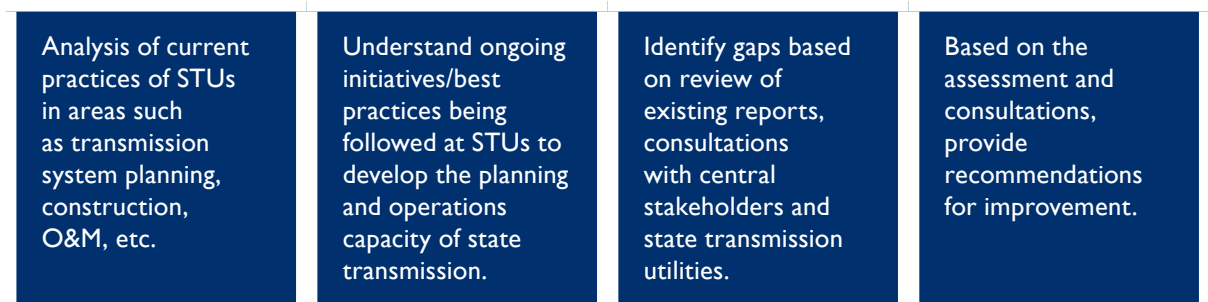 Analysis of current
practices of STUs
in areas such
as transmission
system planning,
construction,
O&M, etc.
Understand ongoing
initiatives/best
practices being
followed at STUs to
develop the planning
and operations
capacity of state
transmission.
Identify gaps based
on review of
existing reports,
consultations
with central
stakeholders and
state transmission
utilities.
Based on the
assessment and
consultations,
provide
recommendations
for improvement.